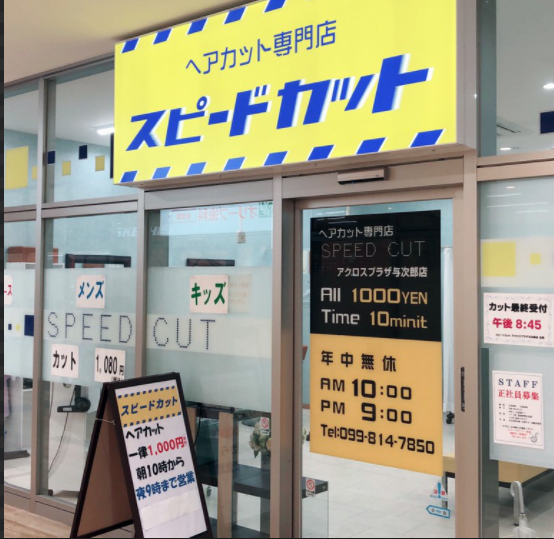 ヘアカット専門店
スピードカット
メンズ
キッズ
SPEED CUT
カット
1,080円
スピードカット
ヘアカット
一律1,000円
朝10時から
夜9時まで営業
ヘアカット専門店
SPEED CUT
アクロスプラザ与次郎店
All 1000YEN
Time 10minit
年中無休
AM 10:00
PM 9:00
Tel:099-814-7850
カット最終受付
午後 8:45
STAFF
正社員募集